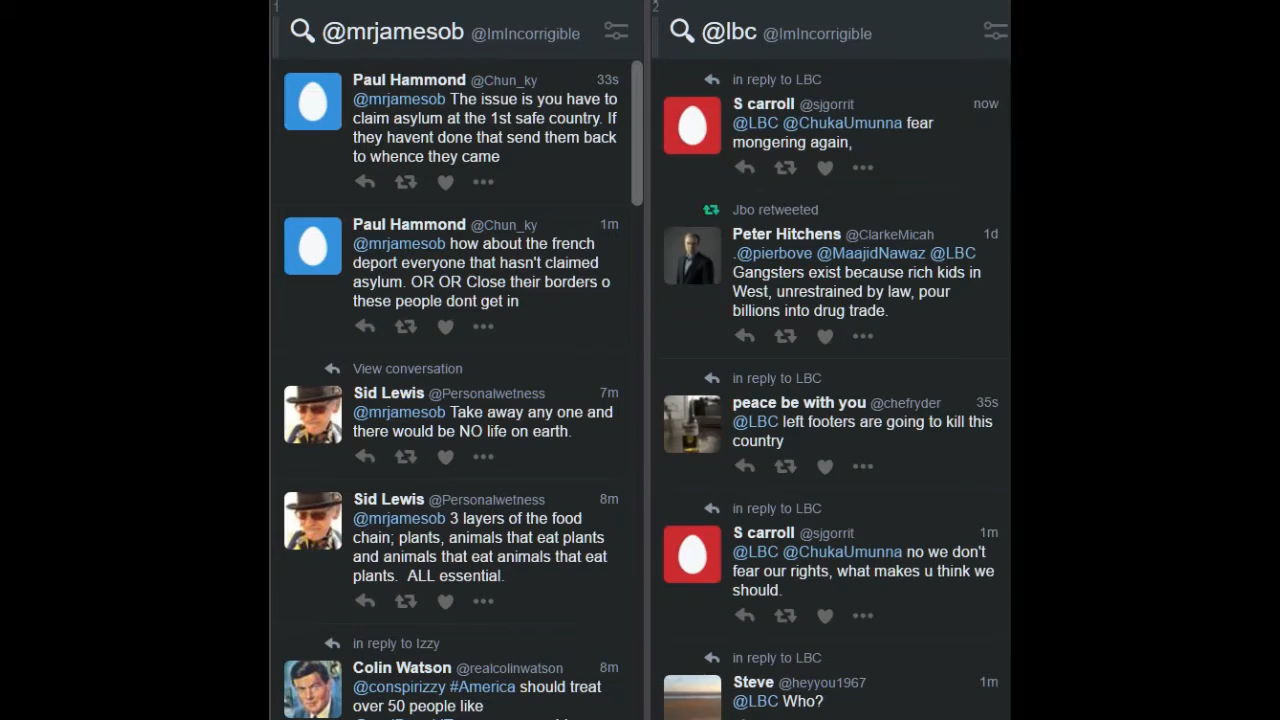 1
@mrjamesob @ImIncorrigible
Paul Hammond @Chun_ky 33s
@mrjamesob The issue is you have to
claim asylum at the 1st safe country. If
they havent done that send them back
to whence they came
Paul Hammond @Chun_ky 1m
@mrjamesob how about the french
deport everyone that hasn't claimed
asylum. OR OR Close their borders o
these people dont get in
View conversation
Sid Lewis @Personalwetness 7m
@mrjamesob Take away any one and
there would be NO life on earth.
Sid Lewis @Personalwetness 8m
@mrjamesob 3 layers of the food
chain; plants, animals that eat plants
and animals that eat animals that eat
plants. ALL essential.
in reply to Izzy
Colin Watson @realcolinwatson 8m
@conspirizzy #America should treat
over 50 people like
2
@lbc @ImIncorrigible
in reply to LBC
S carroll @sjgorrit now
@LBC @ChukaUmunna fear
mongering again,
Jbo retweeted
Peter Hitchens @ClarkeMicah 1d
.@pierbove @MaajidNawaz @LBC
Gangsters exist because rich kids in
West, unrestrained by law, pour
billions into drug trade.
in reply to LBC
peace be with you @chefryder 35s
@LBC left footers are going to kill this
country
in reply to LBC
S carroll @sjgorrit 1m
@LBC @ChukaUmunna no we don't
fear our rights, what makes u think we
should.
in reply to LBC
Steve @heyyou1967 1m
@LBC Who?